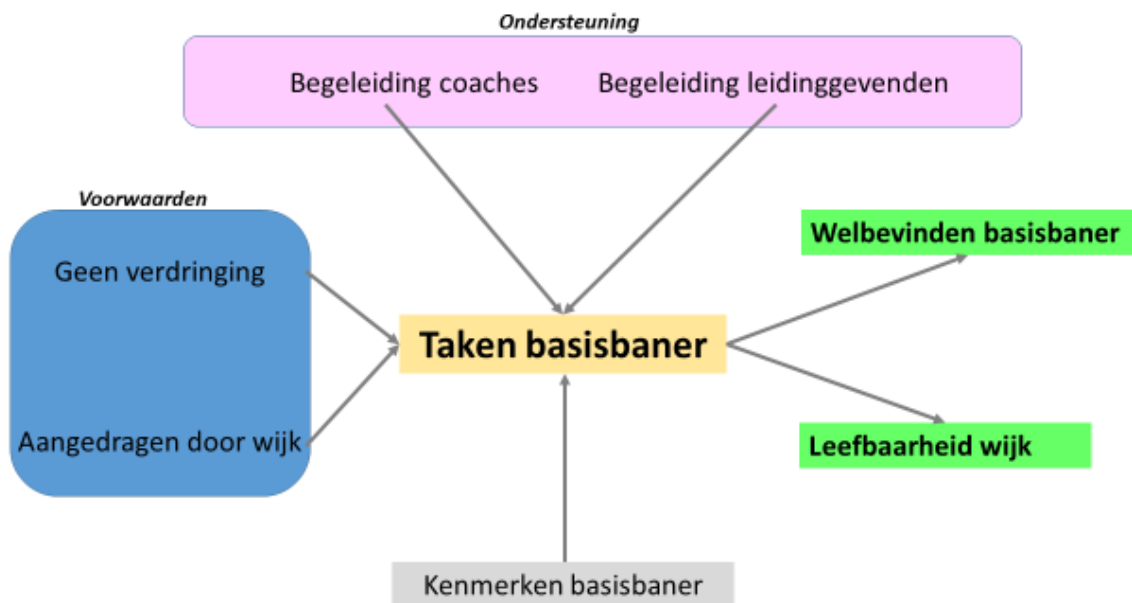 Ondersteuning
Begeleiding coaches
Begeleiding leidinggevenden
Voorwaarden
Geen verdringing
Aangedragen door wijk
Taken basisbaner
Welbevinden basisbaner
Leefbaarheid wijk
Kenmerken basisbaner